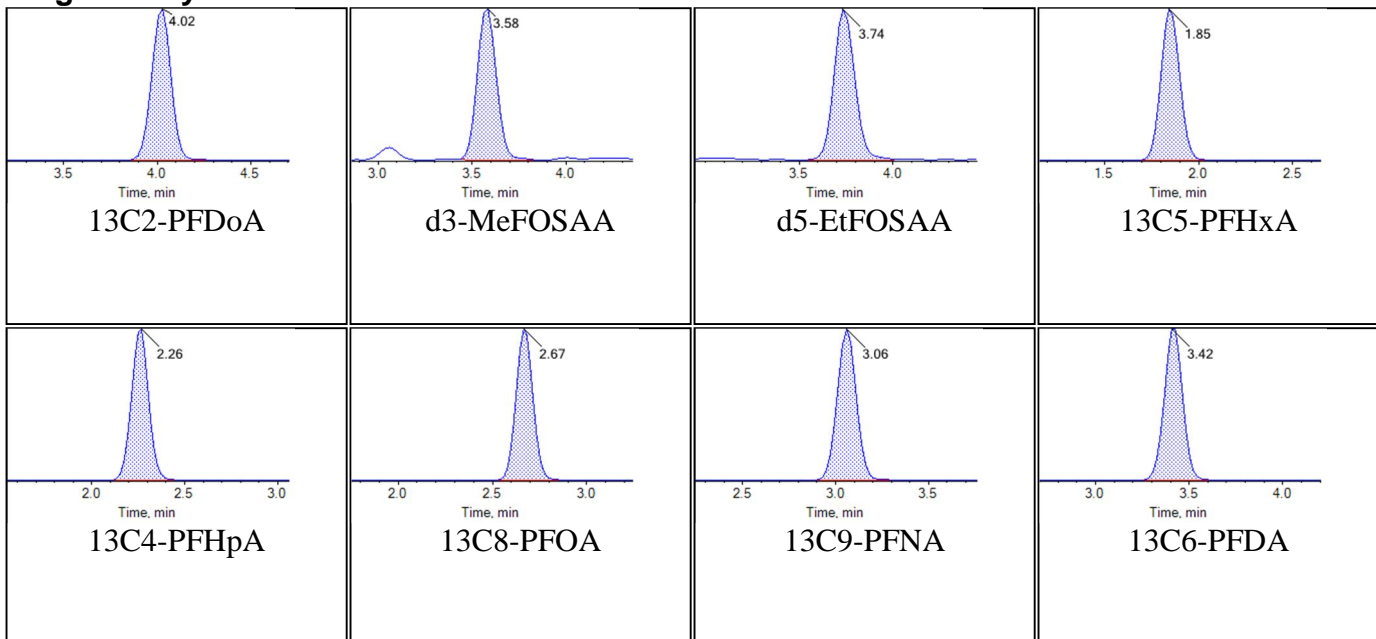 4.02
3.5 4.0 4.5
Time, min
13C2-PFDoA
3.58
3.0 3.5 4.0
Time, min
d3-MeFOSAA
3.74
3.5 4.0
Time, min
d5-EtFOSAA
1.85
1.5 2.0 2.5
Time, min
13C5-PFHxA
2.26
2.0 2.5 3.0
Time, min
13C4-PFHpA
2.67
2.0 2.5 3.0
Time, min
13C8-PFOA
3.06
2.5 3.0 3.5
Time, min
13C9-PFNA
3.42
3.0 3.5 4.0
Time, min
13C6-PFDA